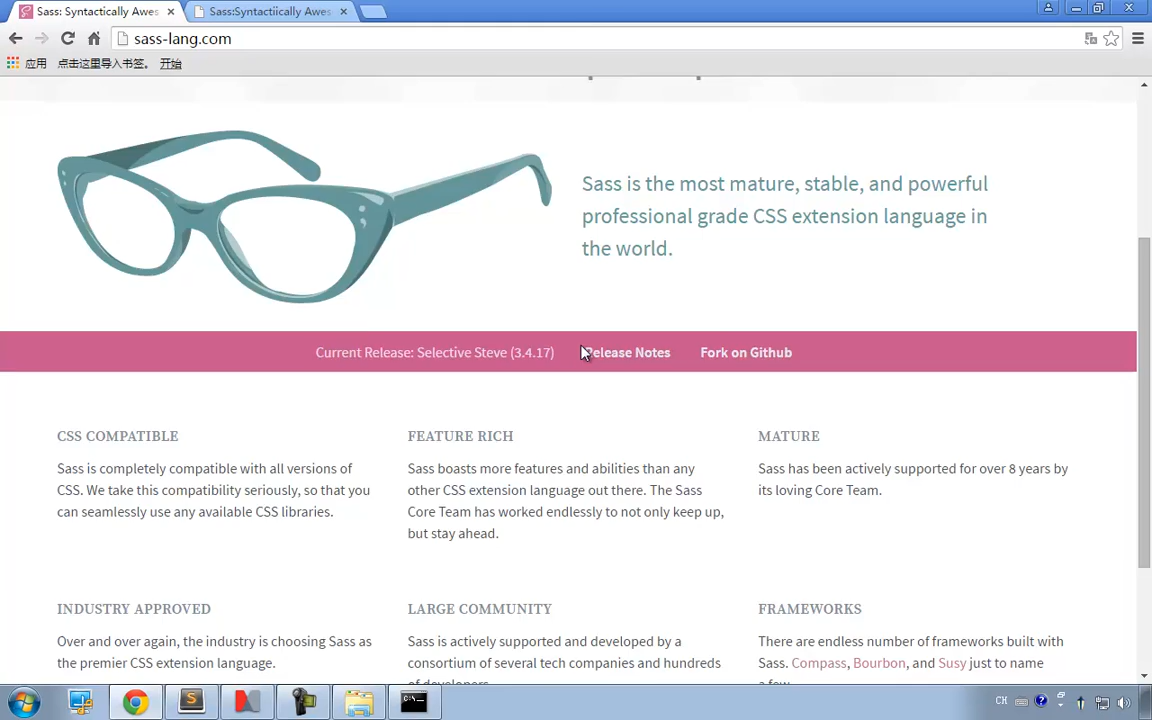 Sass: Syntactically Awes
Sass:Syntactiically Awes
sass-lang.com
应用 点击这里导入书签。 开始
Sass is the most mature, stable, and powerful
professional grade CSS extension language in
the world.
Current Release: Selective Steve (3.4.17) Release Notes Fork on Github
CSS COMPATIBLE
Sass is completely compatible with all versions of
CSS. We take this compatibility seriously, so that you
can seamlessly use any available CSS libraries.
FEATURE RICH
Sass boasts more features and abilities than any
other CSS extension language out there. The Sass
Core Team has worked endlessly to not only keep up,
but stay ahead.
MATURE
Sass has been actively supported for over 8 years by
its loving Core Team.
INDUSTRY APPROVED
Over and over again, the industry is choosing Sass as
the premier CSS extension language.
LARGE COMMUNITY
Sass is actively supported and developed by a
consortium of several tech companies and hundreds
of developers.
FRAMEWORKS
There are endless number of frameworks built with
Sass. Compass, Bourbon, and Susy just to name
a few.
CH